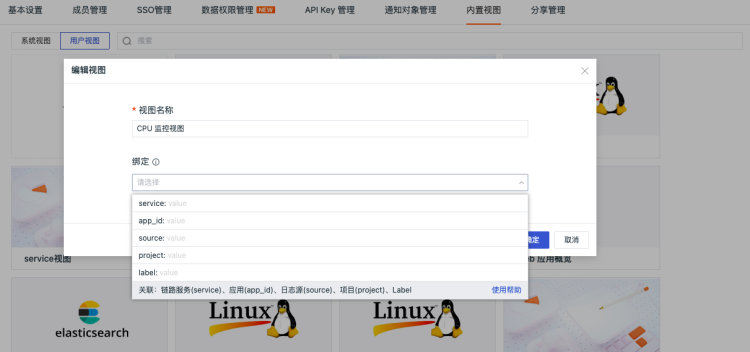 基本设置 成员管理 SSO管理 数据权限管理 NEW API Key 管理 通知对象管理 内置视图 分享管理
系统视图 用户视图 搜索
编辑视图
* 视图名称
CPU 监控视图
绑定
请选择
service: value
app_id: value
source: value
project: value
label: value
关联：链路服务(service)、应用(app_id)、日志源(source)、项目(project)、Label 使用帮助
确定 取消
service视图 应用概览
elasticsearch Linux Linux